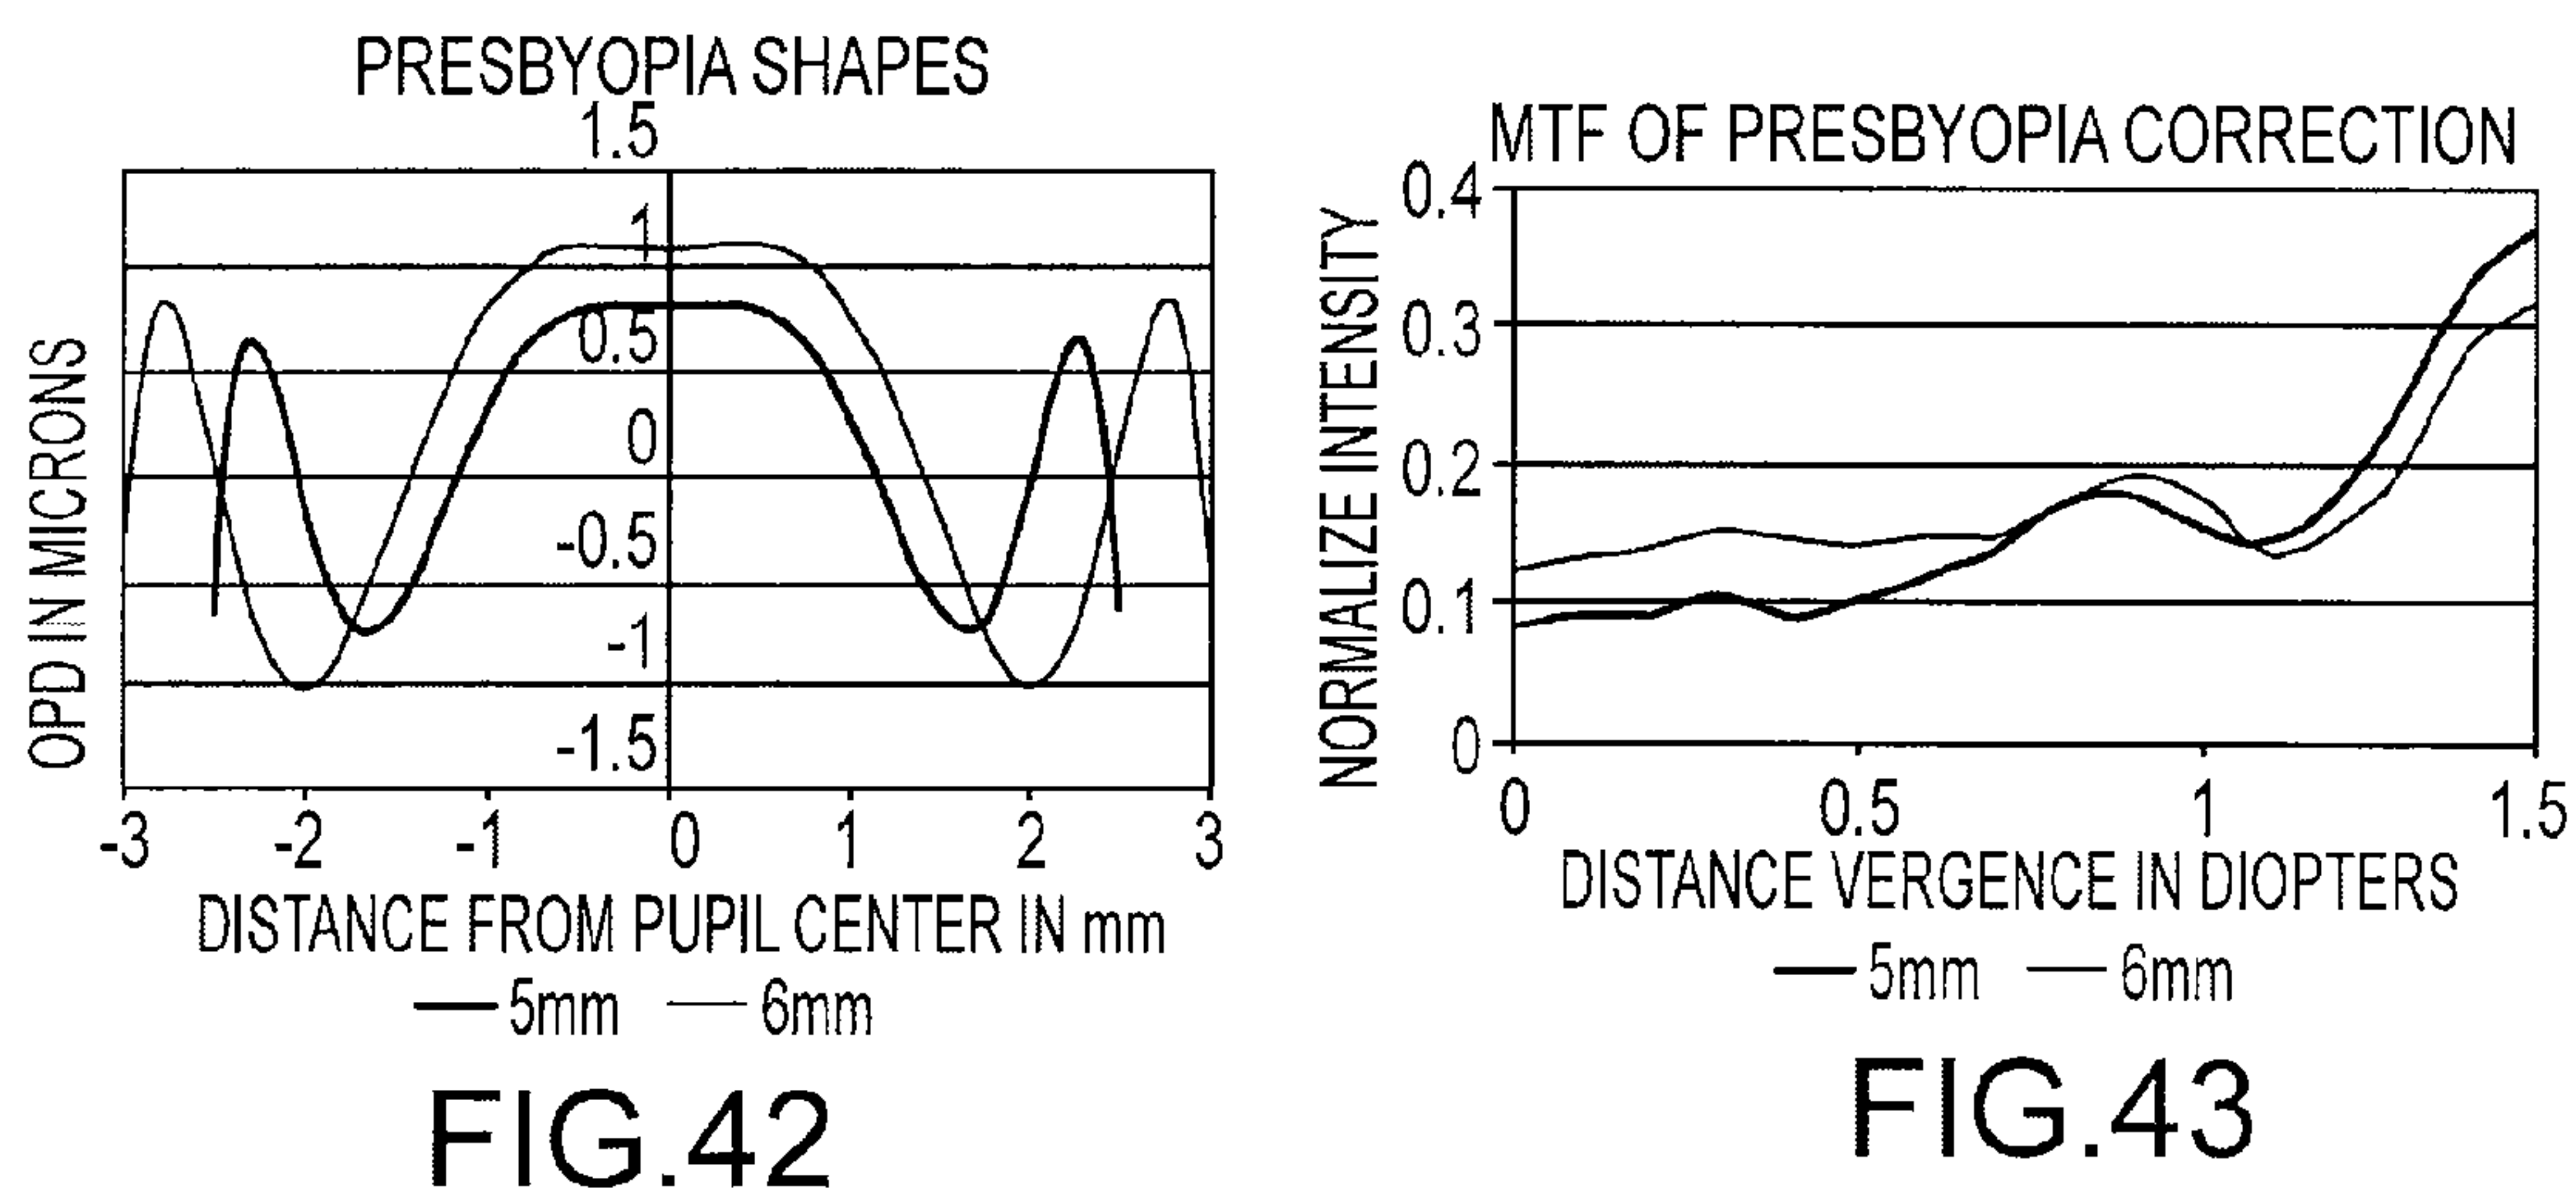 PRESBYOPIA SHAPES
1.5
1
0.5
0
-0.5
-1
-1.5
OPD IN MICRONS
-3 -2 -1 0 1 2 3
DISTANCE FROM PUPIL CENTER IN mm
5mm 6mm
FIG.42
MTF OF PRESBYOPIA CORRECTION
0.4
0.3
0.2
0.1
0
NORMALIZE INTENSITY
0 0.5 1 1.5
DISTANCE VERGENCE IN DIOPTERS
5mm 6mm
FIG.43